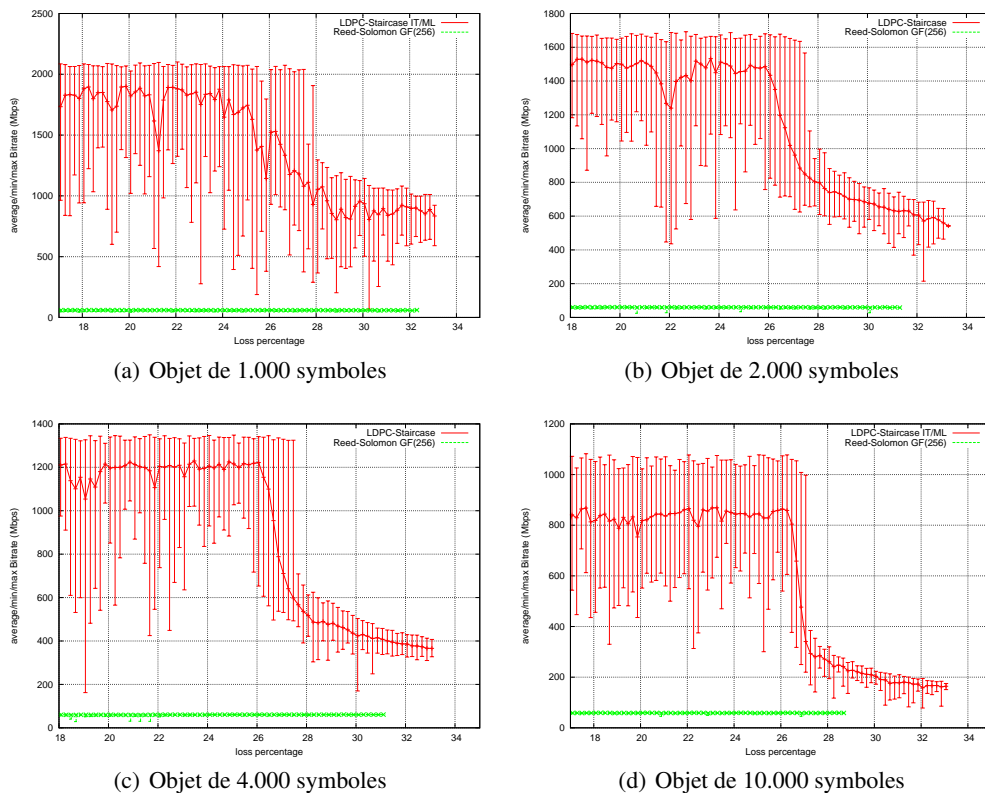 2500
2000
1500
1000
500
0
18 20 22 24 26 28 30 32 34
average/min/max Bitrate (Mbps)
Loss percentage
LDPC-Staircase IT/ML
Reed-Solomon GF(256)
(a) Objet de 1.000 symboles
1800
1600
1400
1200
1000
800
600
400
200
0
18 20 22 24 26 28 30 32 34
average/min/max Bitrate (Mbps)
loss percentage
LDPC-Staircase
Reed-Solomon GF(256)
(b) Objet de 2.000 symboles
1400
1200
1000
800
600
400
200
0
18 20 22 24 26 28 30 32 34
average/min/max Bitrate (Mbps)
loss percentage
LDPC-Staircase
Reed-Solomon GF(256)
(c) Objet de 4.000 symboles
1200
1000
800
600
400
200
0
18 20 22 24 26 28 30 32 34
average/min/max Bitrate (Mbps)
Loss percentage
LDPC-Staircase IT/ML
Reed-Solomon GF(256)
(d) Objet de 10.000 symboles